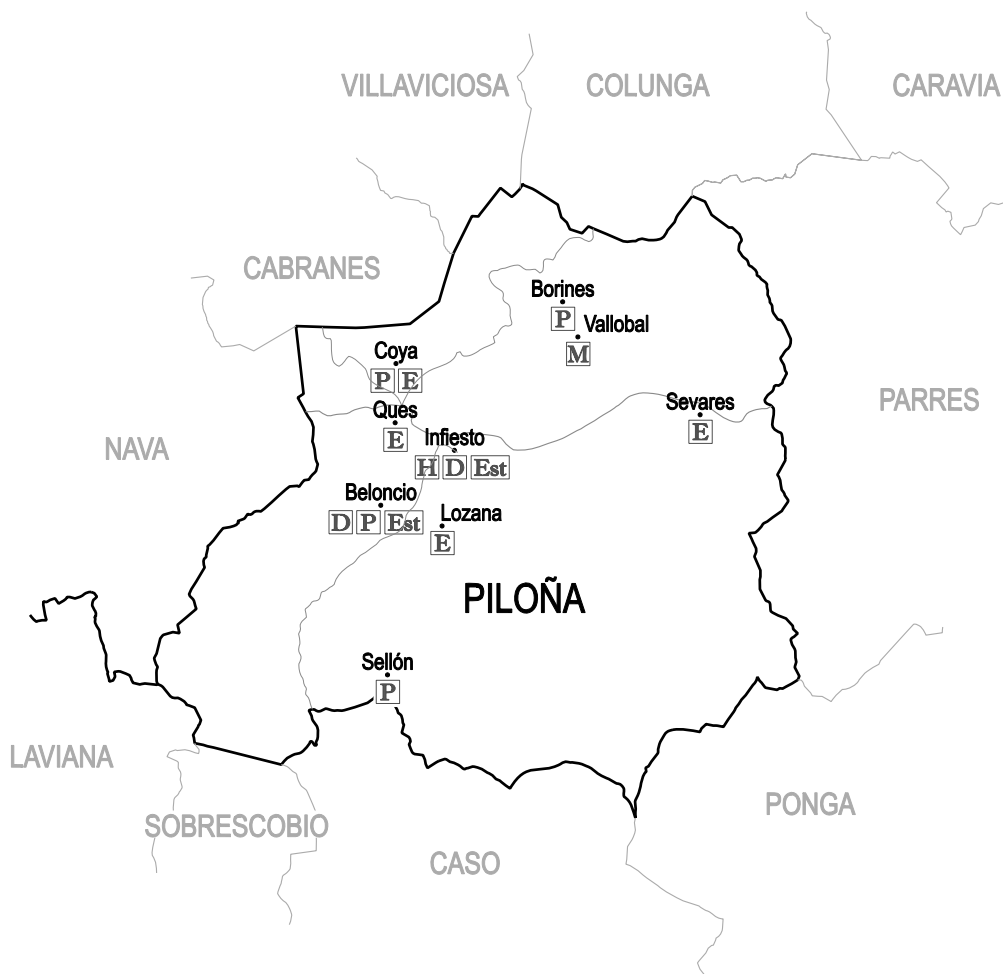 VILLAVICIOSA COLUNGA CARAVIA
CABRANES
Borines
P
Vallobal
M
Coya
P E
PARRES
Sevares
E
Ques
E
NAVA
Infiesto
H D Est
Beloncio
D P Est
Lozana
E
PILOÑA
Sellón
P
LAVIANA
PONGA
SOBRESCOBIO
CASO